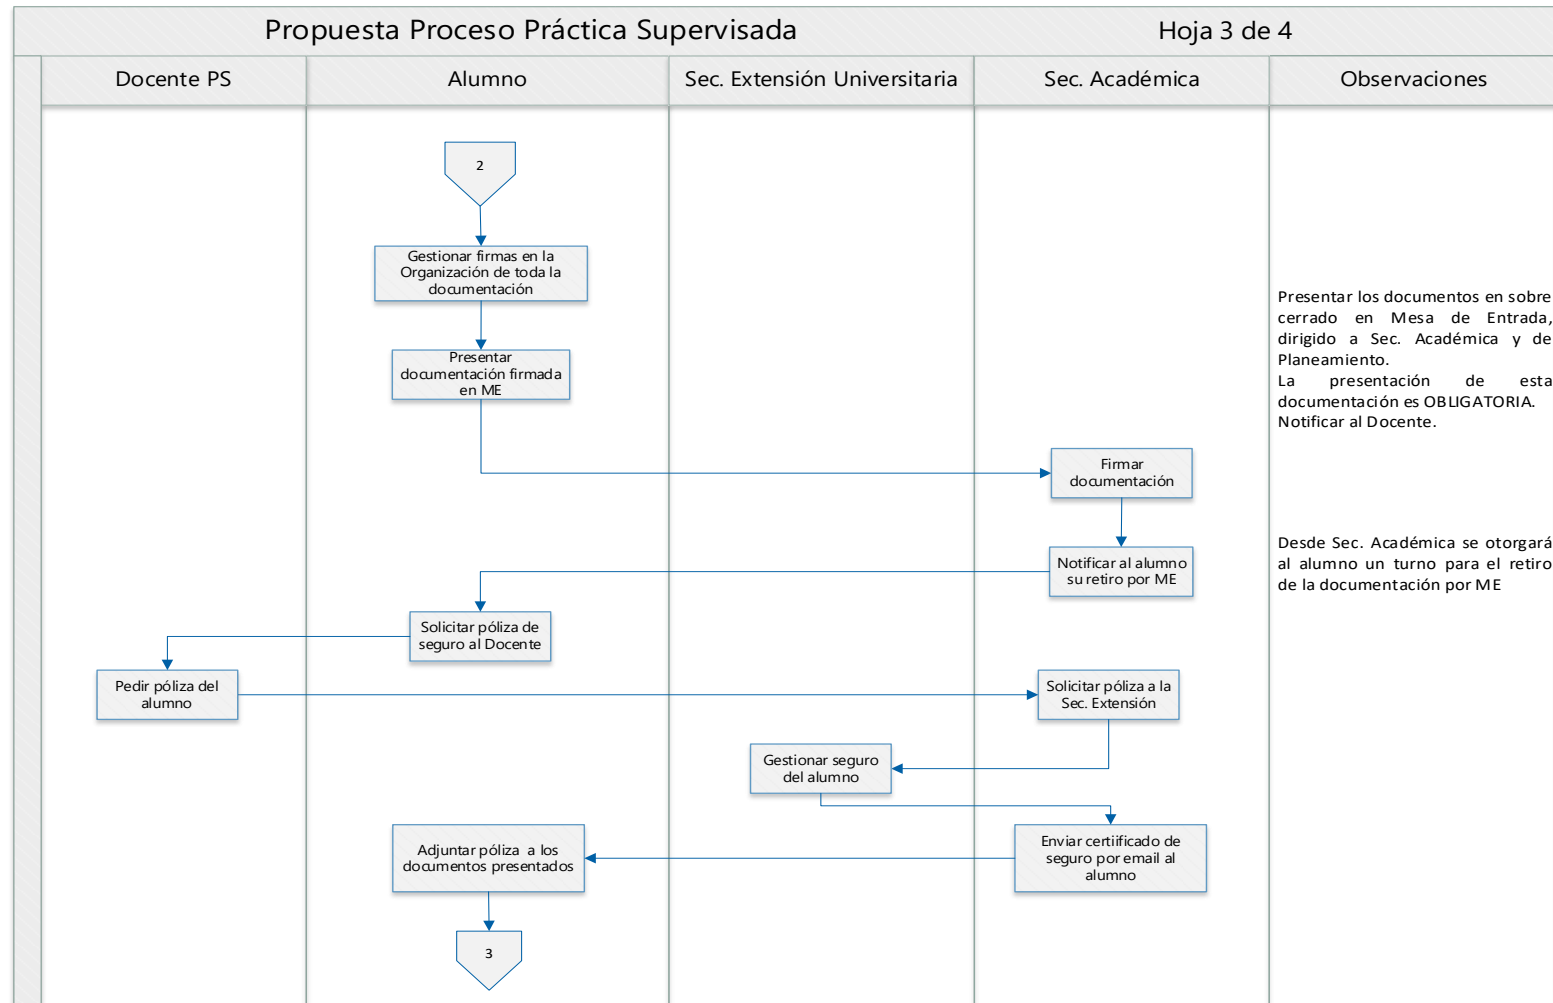 Propuesta Proceso Práctica Supervisada
Hoja 3 de 4
Docente PS
Alumno
Sec. Extensión Universitaria
Sec. Académica
Observaciones
2
Gestionar firmas en la
Organización de toda la
documentación
Presentar los documentos en sobre
cerrado en Mesa de Entrada,
dirigido a Sec. Académica y de
Planeamiento.
La presentación de esta
documentación es OBLIGATORIA.
Notificar al Docente.
Presentar
documentación firmada
en ME
Firmar
documentación
Notificar al alumno
su retiro por ME
Desde Sec. Académica se otorgará
al alumno un turno para el retiro
de la documentación por ME
Solicitar póliza de
seguro al Docente
Pedir póliza del
alumno
Solicitar póliza a la
Sec. Extensión
Gestionar seguro
del alumno
Enviar certiificado de
seguro por email al
alumno
Adjuntar póliza a los
documentos presentados
3